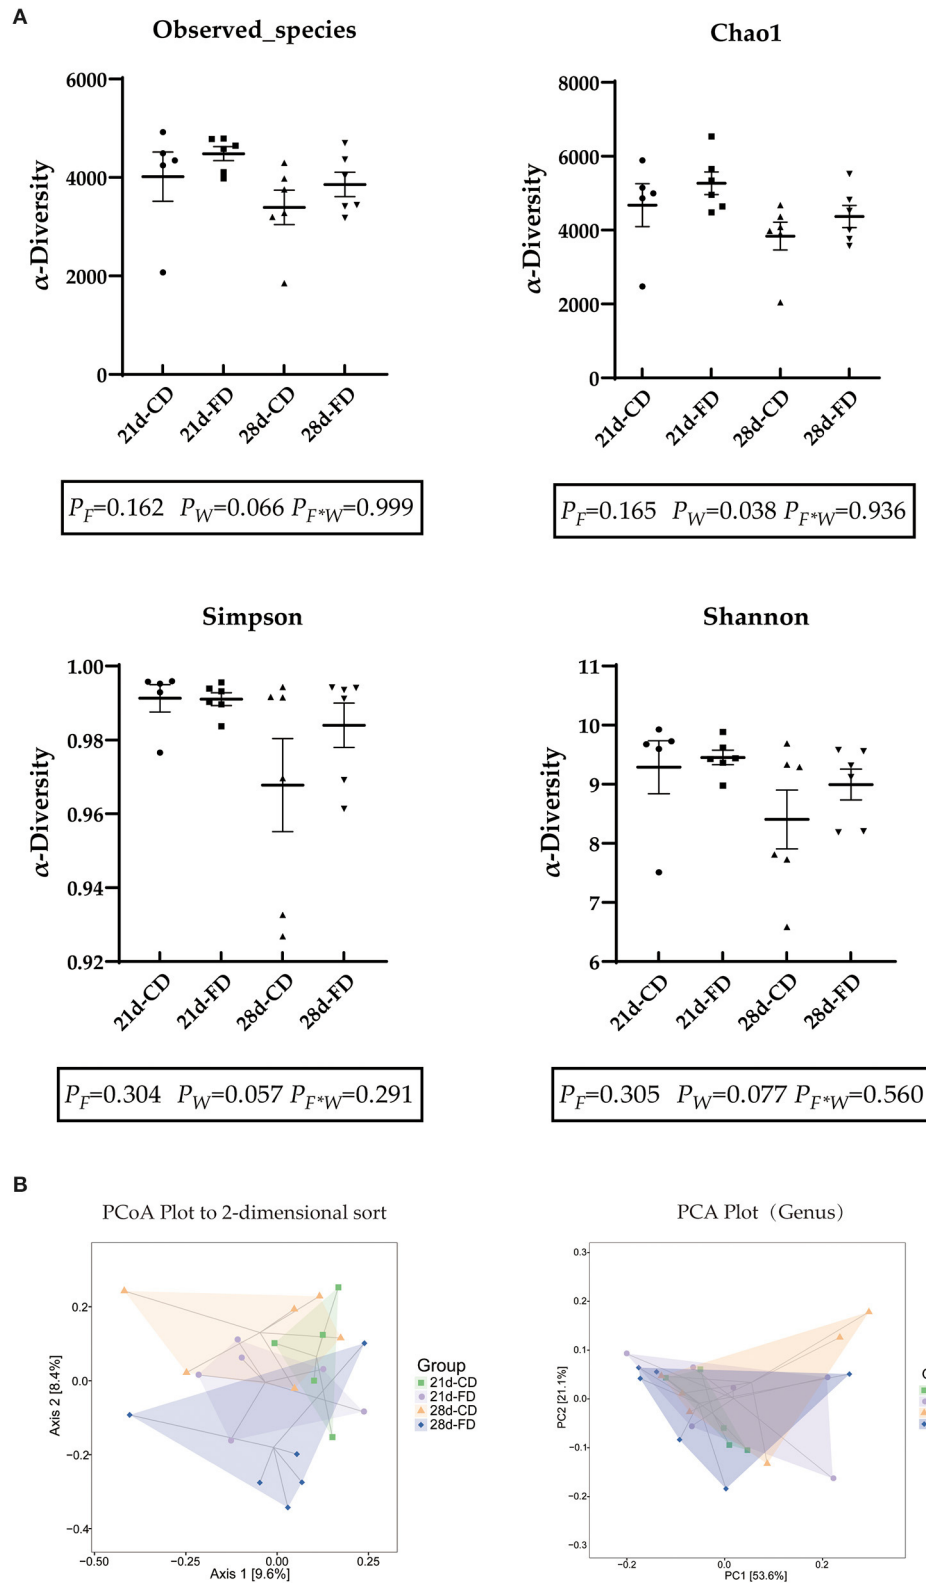 A
Observed_species
6000
4000
2000
0
α-Diversity
21d-CD
21d-FD
28d-CD
28d-FD
P_F=0.162 P_W=0.066 P_F*W=0.999
Chao1
8000
6000
4000
2000
0
α-Diversity
21d-CD
21d-FD
28d-CD
28d-FD
P_F=0.165 P_W=0.038 P_F*W=0.936
Simpson
1.00
0.98
0.96
0.94
0.92
α-Diversity
21d-CD
21d-FD
28d-CD
28d-FD
P_F=0.304 P_W=0.057 P_F*W=0.291
Shannon
11
10
9
8
7
6
α-Diversity
21d-CD
21d-FD
28d-CD
28d-FD
P_F=0.305 P_W=0.077 P_F*W=0.560
B
PCoA Plot to 2-dimensional sort
0.2
0.0
−0.2
−0.4
Axis 2 [8.4%]
−0.50
−0.25
0.00
0.25
Axis 1 [9.6%]
Group
21d-CD
21d-FD
28d-CD
28d-FD
PCA Plot（Genus）
0.3
0.2
0.1
0.0
−0.1
−0.2
−0.3
PC2 [21.1%]
−0.2
0.0
0.2
PC1 [53.6%]